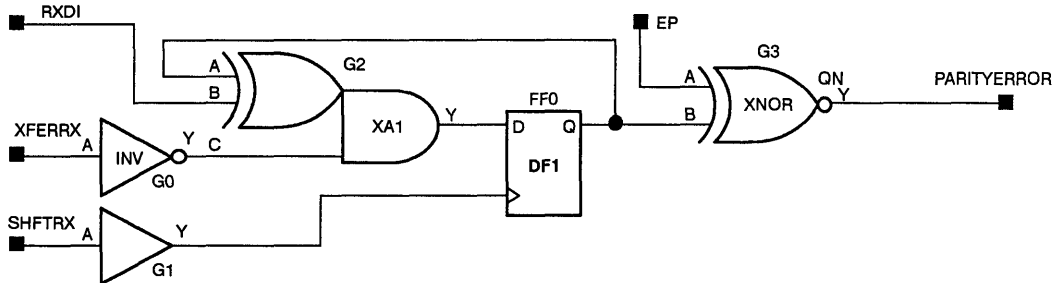 RXDI
EP
A
G2
B
XFERRX
A
INV
Y
C
G0
XA1
Y
FF0
D
Q
DF1
G3
A
B
XNOR
QN
Y
PARITYERROR
SHFTRX
A
Y
G1